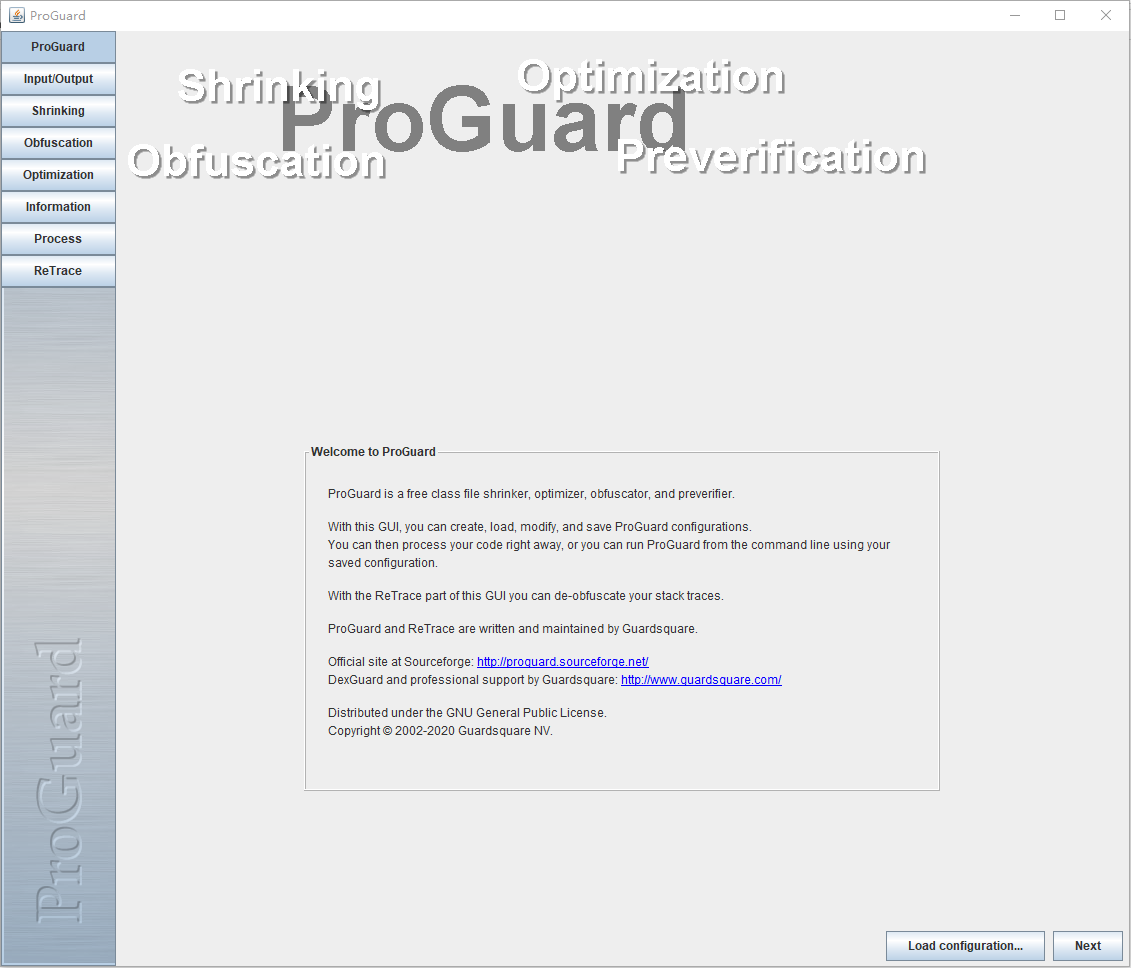 ProGuard
ProGuard
Input/Output
Shrinking
Obfuscation
Optimization
Information
Process
ReTrace
ProGuard
Shrinking
Optimization
ProGuard
Obfuscation
Preverification
Welcome to ProGuard
ProGuard is a free class file shrinker, optimizer, obfuscator, and preverifier.
With this GUI, you can create, load, modify, and save ProGuard configurations.
You can then process your code right away, or you can run ProGuard from the command line using your
saved configuration.
With the ReTrace part of this GUI you can de-obfuscate your stack traces.
ProGuard and ReTrace are written and maintained by Guardsquare.
Official site at Sourceforge: http://proguard.sourceforge.net/
DexGuard and professional support by Guardsquare: http://www.guardsquare.com/
Distributed under the GNU General Public License.
Copyright © 2002-2020 Guardsquare NV.
Load configuration...
Next